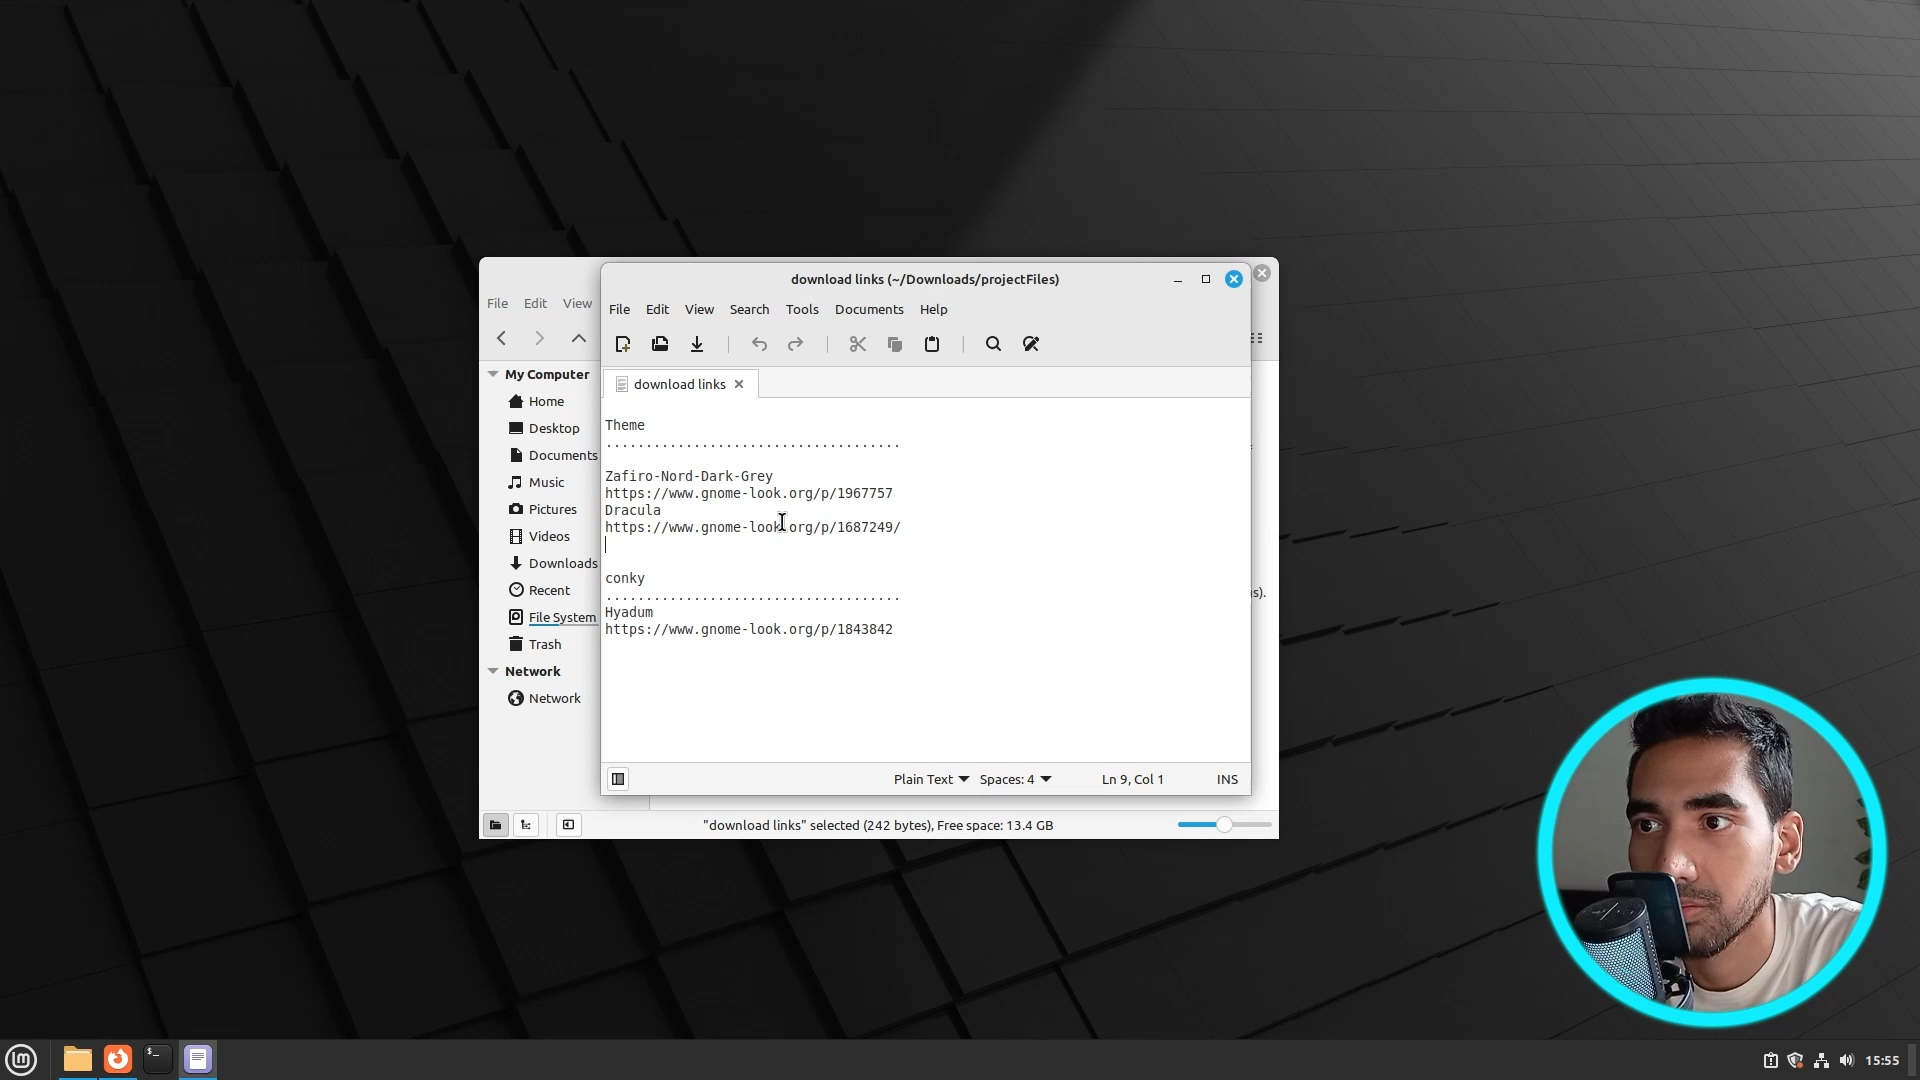 download links (~/Downloads/projectFiles)
File Edit View Search Tools Documents Help
download links
Theme
.....................................
Zafiro-Nord-Dark-Grey
https://www.gnome-look.org/p/1967757
Dracula
https://www.gnome-look.org/p/1687249/
conky
.....................................
Hyadum
https://www.gnome-look.org/p/1843842
Plain Text Spaces: 4 Ln 9, Col 1 INS
File Edit View
My Computer
Home
Desktop
Documents
Music
Pictures
Videos
Downloads
Recent
File System
Trash
Network
Network
s).
"download links" selected (242 bytes), Free space: 13.4 GB
15:55